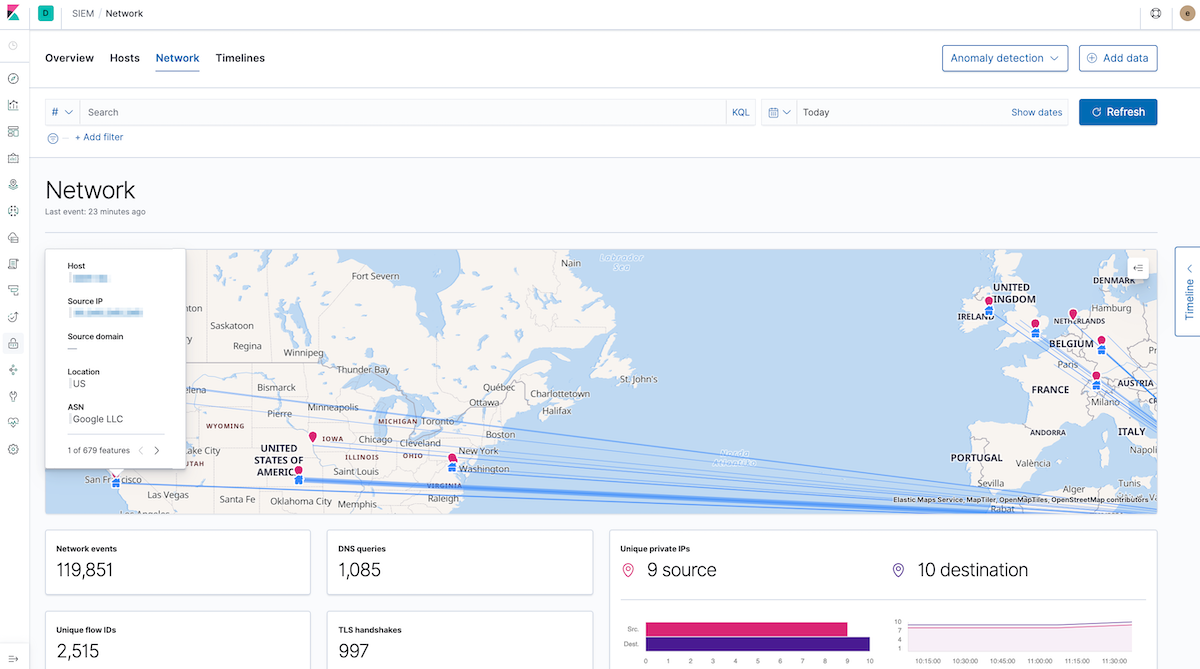 D SIEM / Network e
Overview Hosts Network Timelines Anomaly detection Add data
# Search KQL Today Show dates Refresh
+ Add filter
Network
Last event: 23 minutes ago
Host
Source IP
Source domain
—
Location
US
ASN
Google LLC
1 of 679 features
Nain
Labrador
Sea
Fort Severn
Saskatoon
Regina
Winnipeg
Thunder Bay
Québec
Ottawa
Charlottetown
Halifax
St. John's
Bismarck
Pierre
Minneapolis
MICHIGAN
Toronto
WYOMING
IOWA
Chicago
Cleveland
Boston
New York
UNITED
STATES OF
AMERICA
ILLINOIS
OHIO
Saint Louis
Washington
VIRGINIA
Raleigh
San Francisco
Las Vegas
Santa Fe
Oklahoma City
Memphis
UNITED
KINGDOM
IRELAND
DENMARK
Hamburg
NETHERLANDS
BELGIUM
Paris
FRANCE
AUSTRIA
Milano
ANDORRA
ITALY
PORTUGAL
València
Napoli
Sevilla
Alger
Tunis
Rabat
Elastic Maps Service, MapTiler, OpenMapTiles, OpenStreetMap contributors
Timeline
Network events
119,851
DNS queries
1,085
Unique flow IDs
2,515
TLS handshakes
997
Unique private IPs
9 source
10 destination
Src.
Dest.
0 1 2 3 4 5 6 7 8 9 10
10
7
4
1
10:15:00 10:30:00 10:45:00 11:00:00 11:15:00 11:30:00